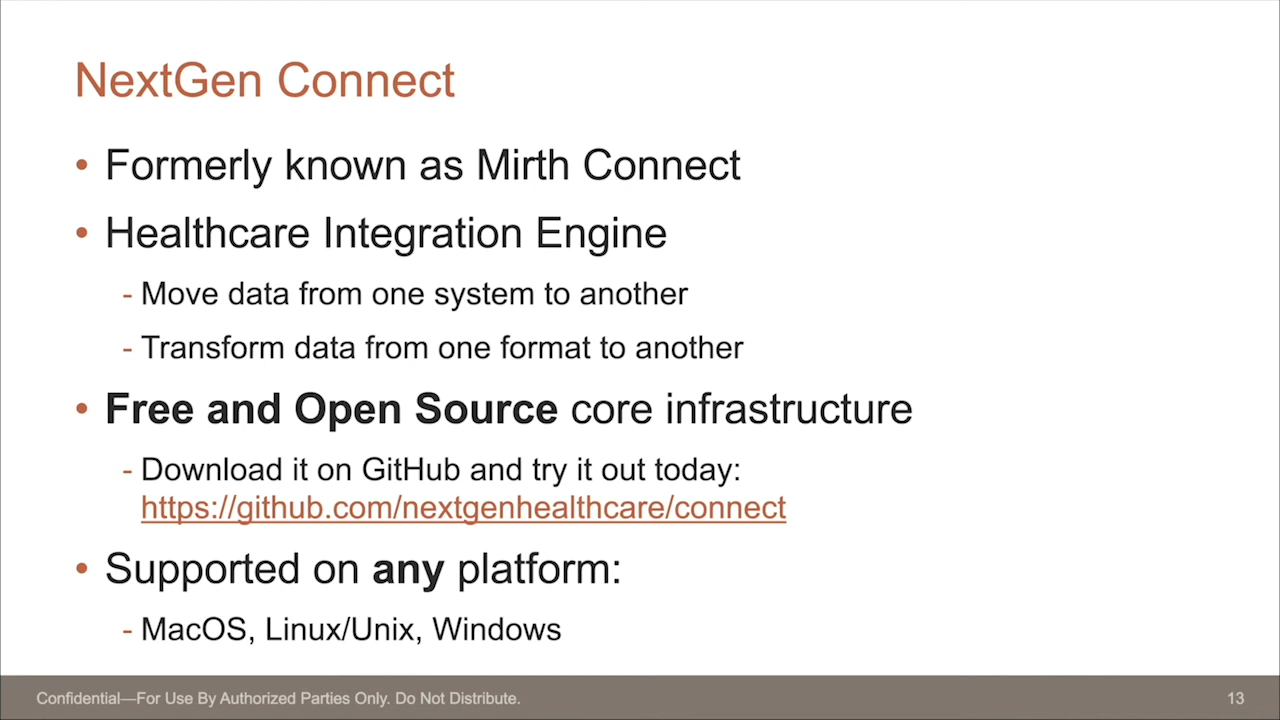 NextGen Connect
• Formerly known as Mirth Connect
• Healthcare Integration Engine
- Move data from one system to another
- Transform data from one format to another
• Free and Open Source core infrastructure
- Download it on GitHub and try it out today:
https://github.com/nextgenhealthcare/connect
• Supported on any platform:
- MacOS, Linux/Unix, Windows
Confidential—For Use By Authorized Parties Only. Do Not Distribute.
13